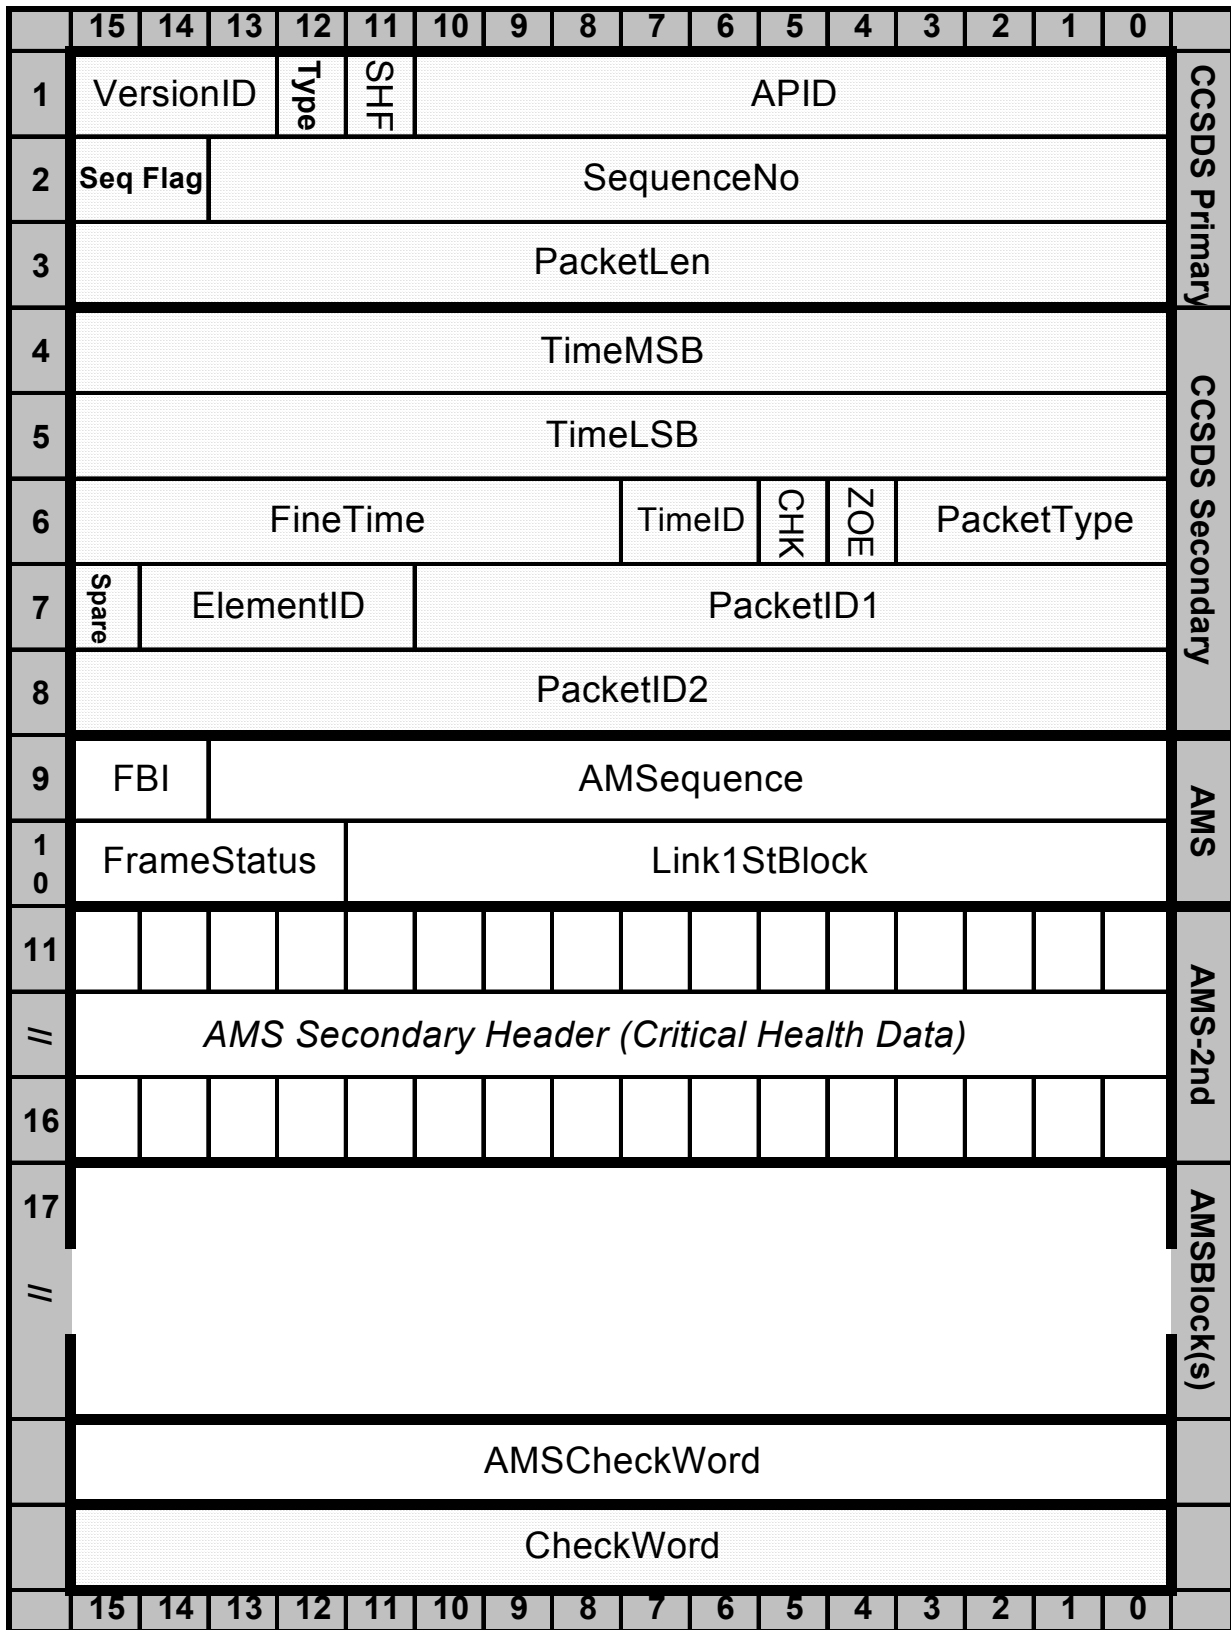 15 14 13 12 11 10 9 8 7 6 5 4 3 2 1 0
1 VersionID Type SHF APID
CCSDS Primary
2 Seq Flag SequenceNo
3 PacketLen
4 TimeMSB
CCSDS Secondary
5 TimeLSB
6 FineTime TimeID CHK ZOE PacketType
7 Spare ElementID PacketID1
8 PacketID2
9 FBI AMSequence
AMS
10 FrameStatus Link1StBlock
11
AMS-2nd
// AMS Secondary Header (Critical Health Data)
16
17
AMSBlock(s)
//
AMSCheckWord
CheckWord
15 14 13 12 11 10 9 8 7 6 5 4 3 2 1 0